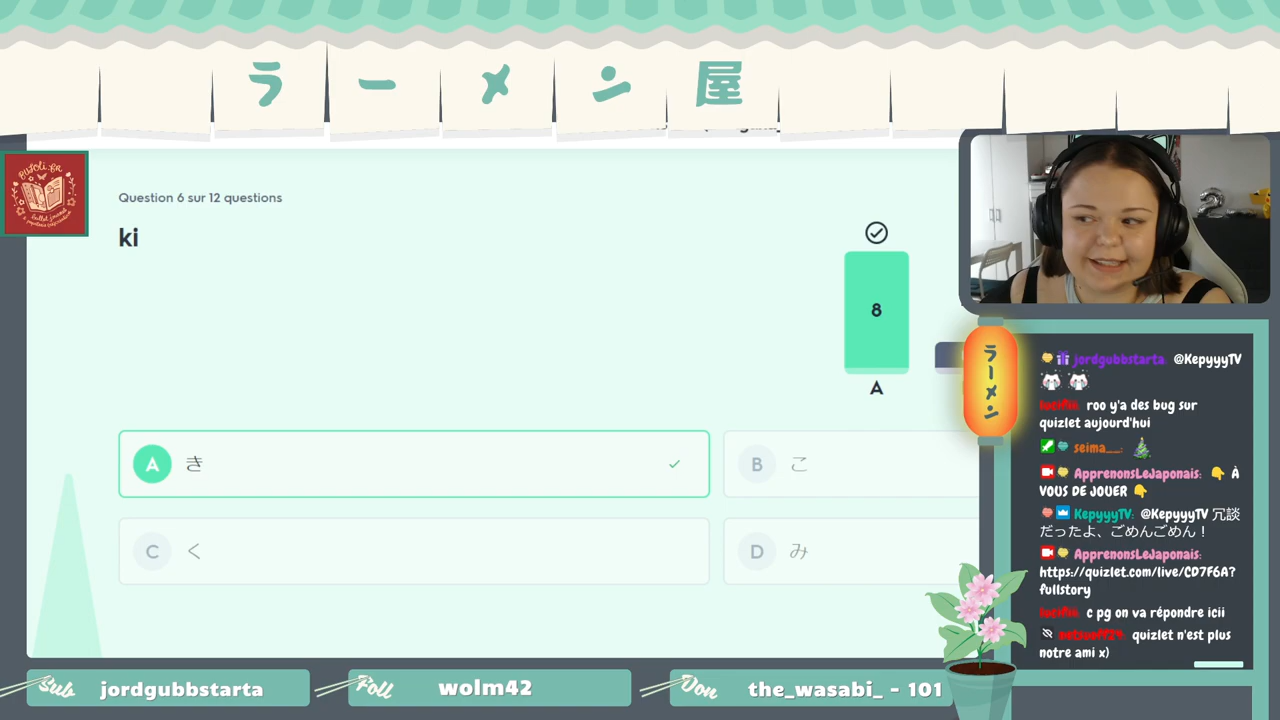 ラーメン屋
Question 6 sur 12 questions
ki
8
A
A き
B こ
C く
D み
ラーメン
jordgubbstarta: @KepyyyTV
roo y'a des bug sur
quizlet aujourd'hui
seima__:
ApprenonsLeJaponais: À
VOUS DE JOUER
KepyyyTV: @KepyyyTV 冗談
だったよ、ごめんごめん！
ApprenonsLeJaponais:
https://quizlet.com/live/CD7F6A?
fullstory
c pg on va répondre icii
quizlet n'est plus
notre ami x)
Sub jordgubbstarta
Foll wolm42
Don the_wasabi_ - 101